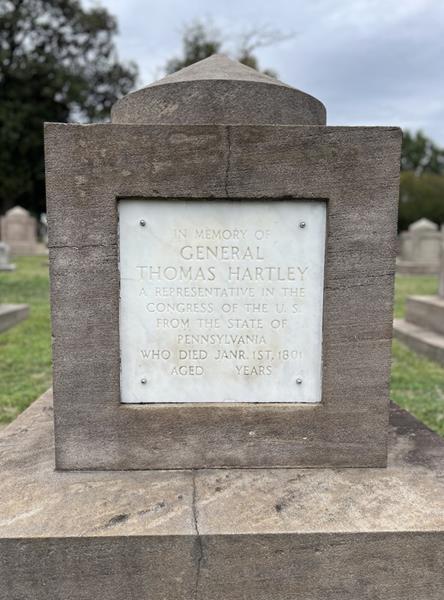 IN MEMORY OF
GENERAL
THOMAS HARTLEY
A REPRESENTATIVE IN THE
CONGRESS OF THE U. S.
FROM THE STATE OF
PENNSYLVANIA
WHO DIED JANR. 1ST, 1801
AGED YEARS